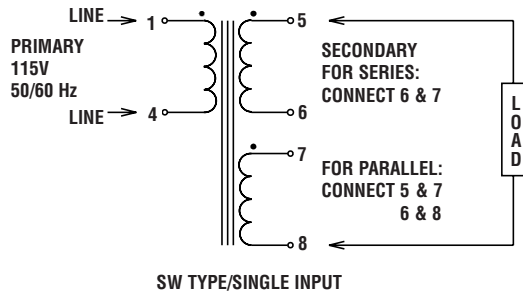 LINE
1
5
PRIMARY
115V
50/60 Hz
SECONDARY
FOR SERIES:
CONNECT 6 & 7
LINE
4
6
7
FOR PARALLEL:
CONNECT 5 & 7
6 & 8
8
LOAD
SW TYPE/SINGLE INPUT